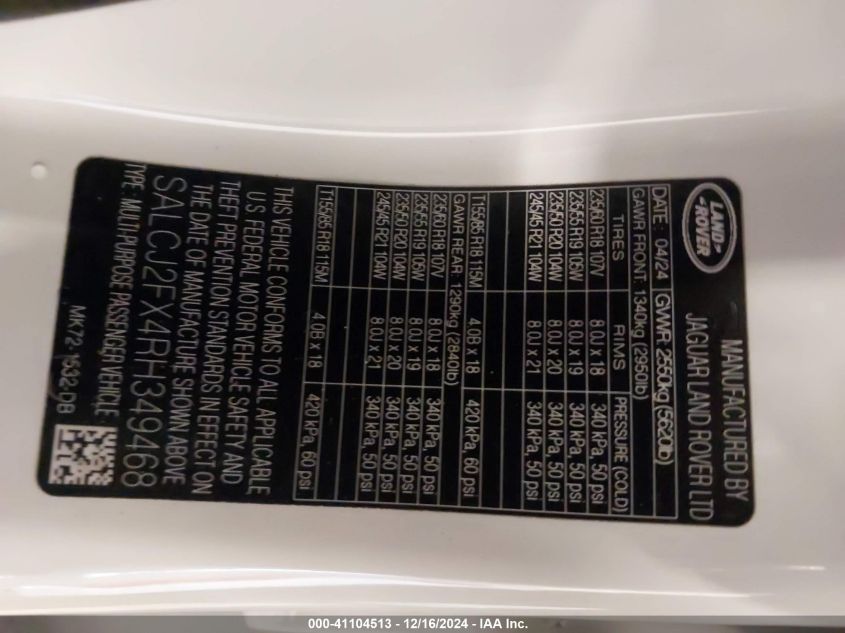 LAND-
-ROVER
MANUFACTURED BY
JAGUAR LAND ROVER LTD
DATE: 04/24 GVWR 2550kg (5620lb)
GAWR FRONT: 1340kg (2950lb)
TIRES RIMS PRESSURE (COLD)
235/60 R18 107V 8.0J x 18 340 kPa, 50 psi
235/55 R19 105W 8.0J x 19 340 kPa, 50 psi
235/50 R20 104W 8.0J x 20 340 kPa, 50 psi
245/45 R21 104W 8.0J x 21 340 kPa, 50 psi
T155/85 R18 115M 4.0B x 18 420 kPa, 60 psi
GAWR REAR: 1290kg (2840lb)
235/60 R18 107V 8.0J x 18 340 kPa, 50 psi
235/55 R19 105W 8.0J x 19 340 kPa, 50 psi
235/50 R20 104W 8.0J x 20 340 kPa, 50 psi
245/45 R21 104W 8.0J x 21 340 kPa, 50 psi
T155/85 R18 115M 4.0B x 18 420 kPa, 60 psi
THIS VEHICLE CONFORMS TO ALL APPLICABLE
U.S. FEDERAL MOTOR VEHICLE SAFETY AND
THEFT PREVENTION STANDARDS IN EFFECT ON
THE DATE OF MANUFACTURE SHOWN ABOVE
SALCJ2FX4RH349468
TYPE: MULTI-PURPOSE PASSENGER VEHICLE
MK72-1532-DB
000-41104513 - 12/16/2024 - IAA Inc.